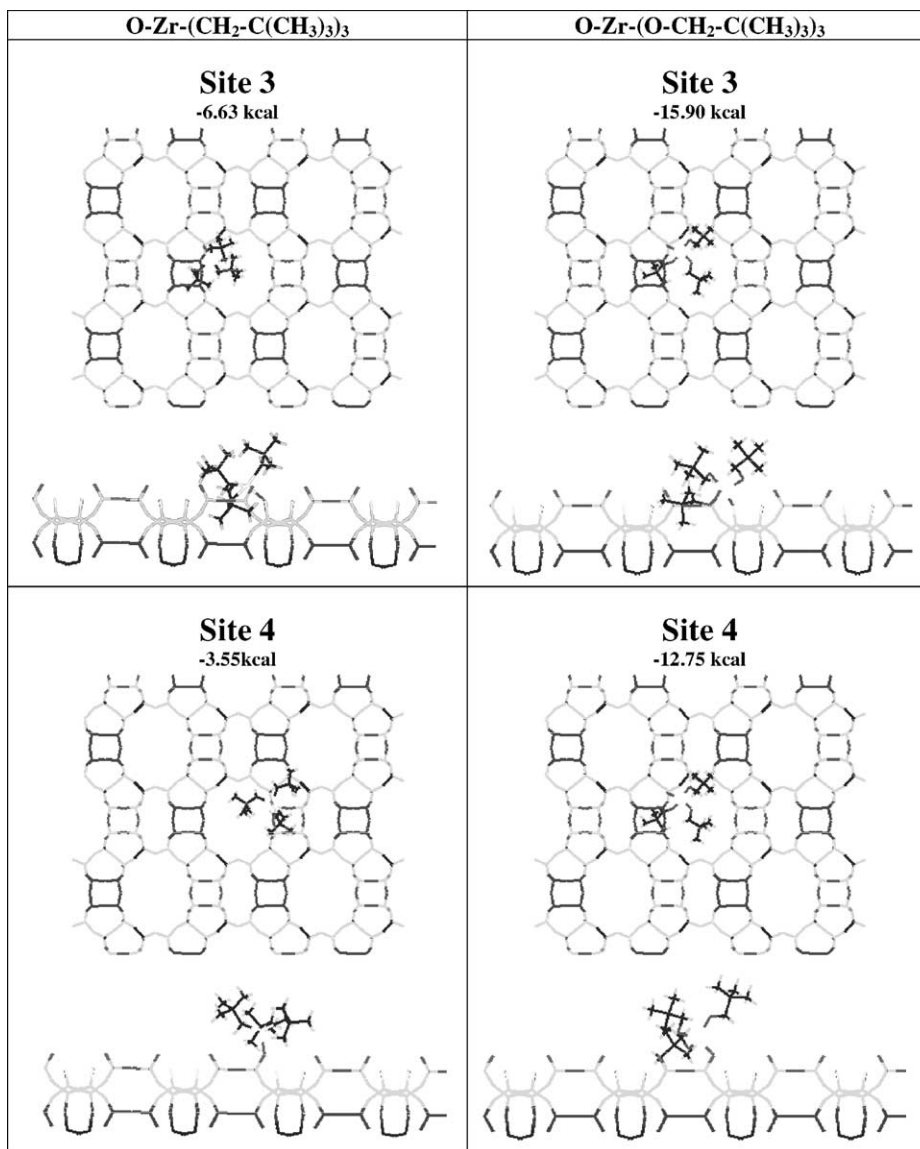 O-Zr-(CH₂-C(CH₃)₃)₃
O-Zr-(O-CH₂-C(CH₃)₃)₃
Site 3
-6.63 kcal
Site 3
-15.90 kcal
Site 4
-3.55kcal
Site 4
-12.75 kcal